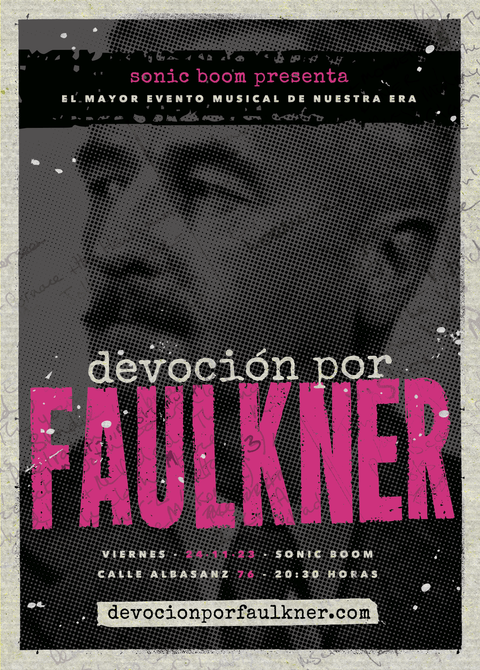 sonic boom presenta
EL MAYOR EVENTO MUSICAL DE NUESTRA ERA
devoción por
FAULKNER
VIERNES - 24-11-23 - SONIC BOOM
CALLE ALBASANZ 76 - 20:30 HORAS
devocionporfaulkner.com